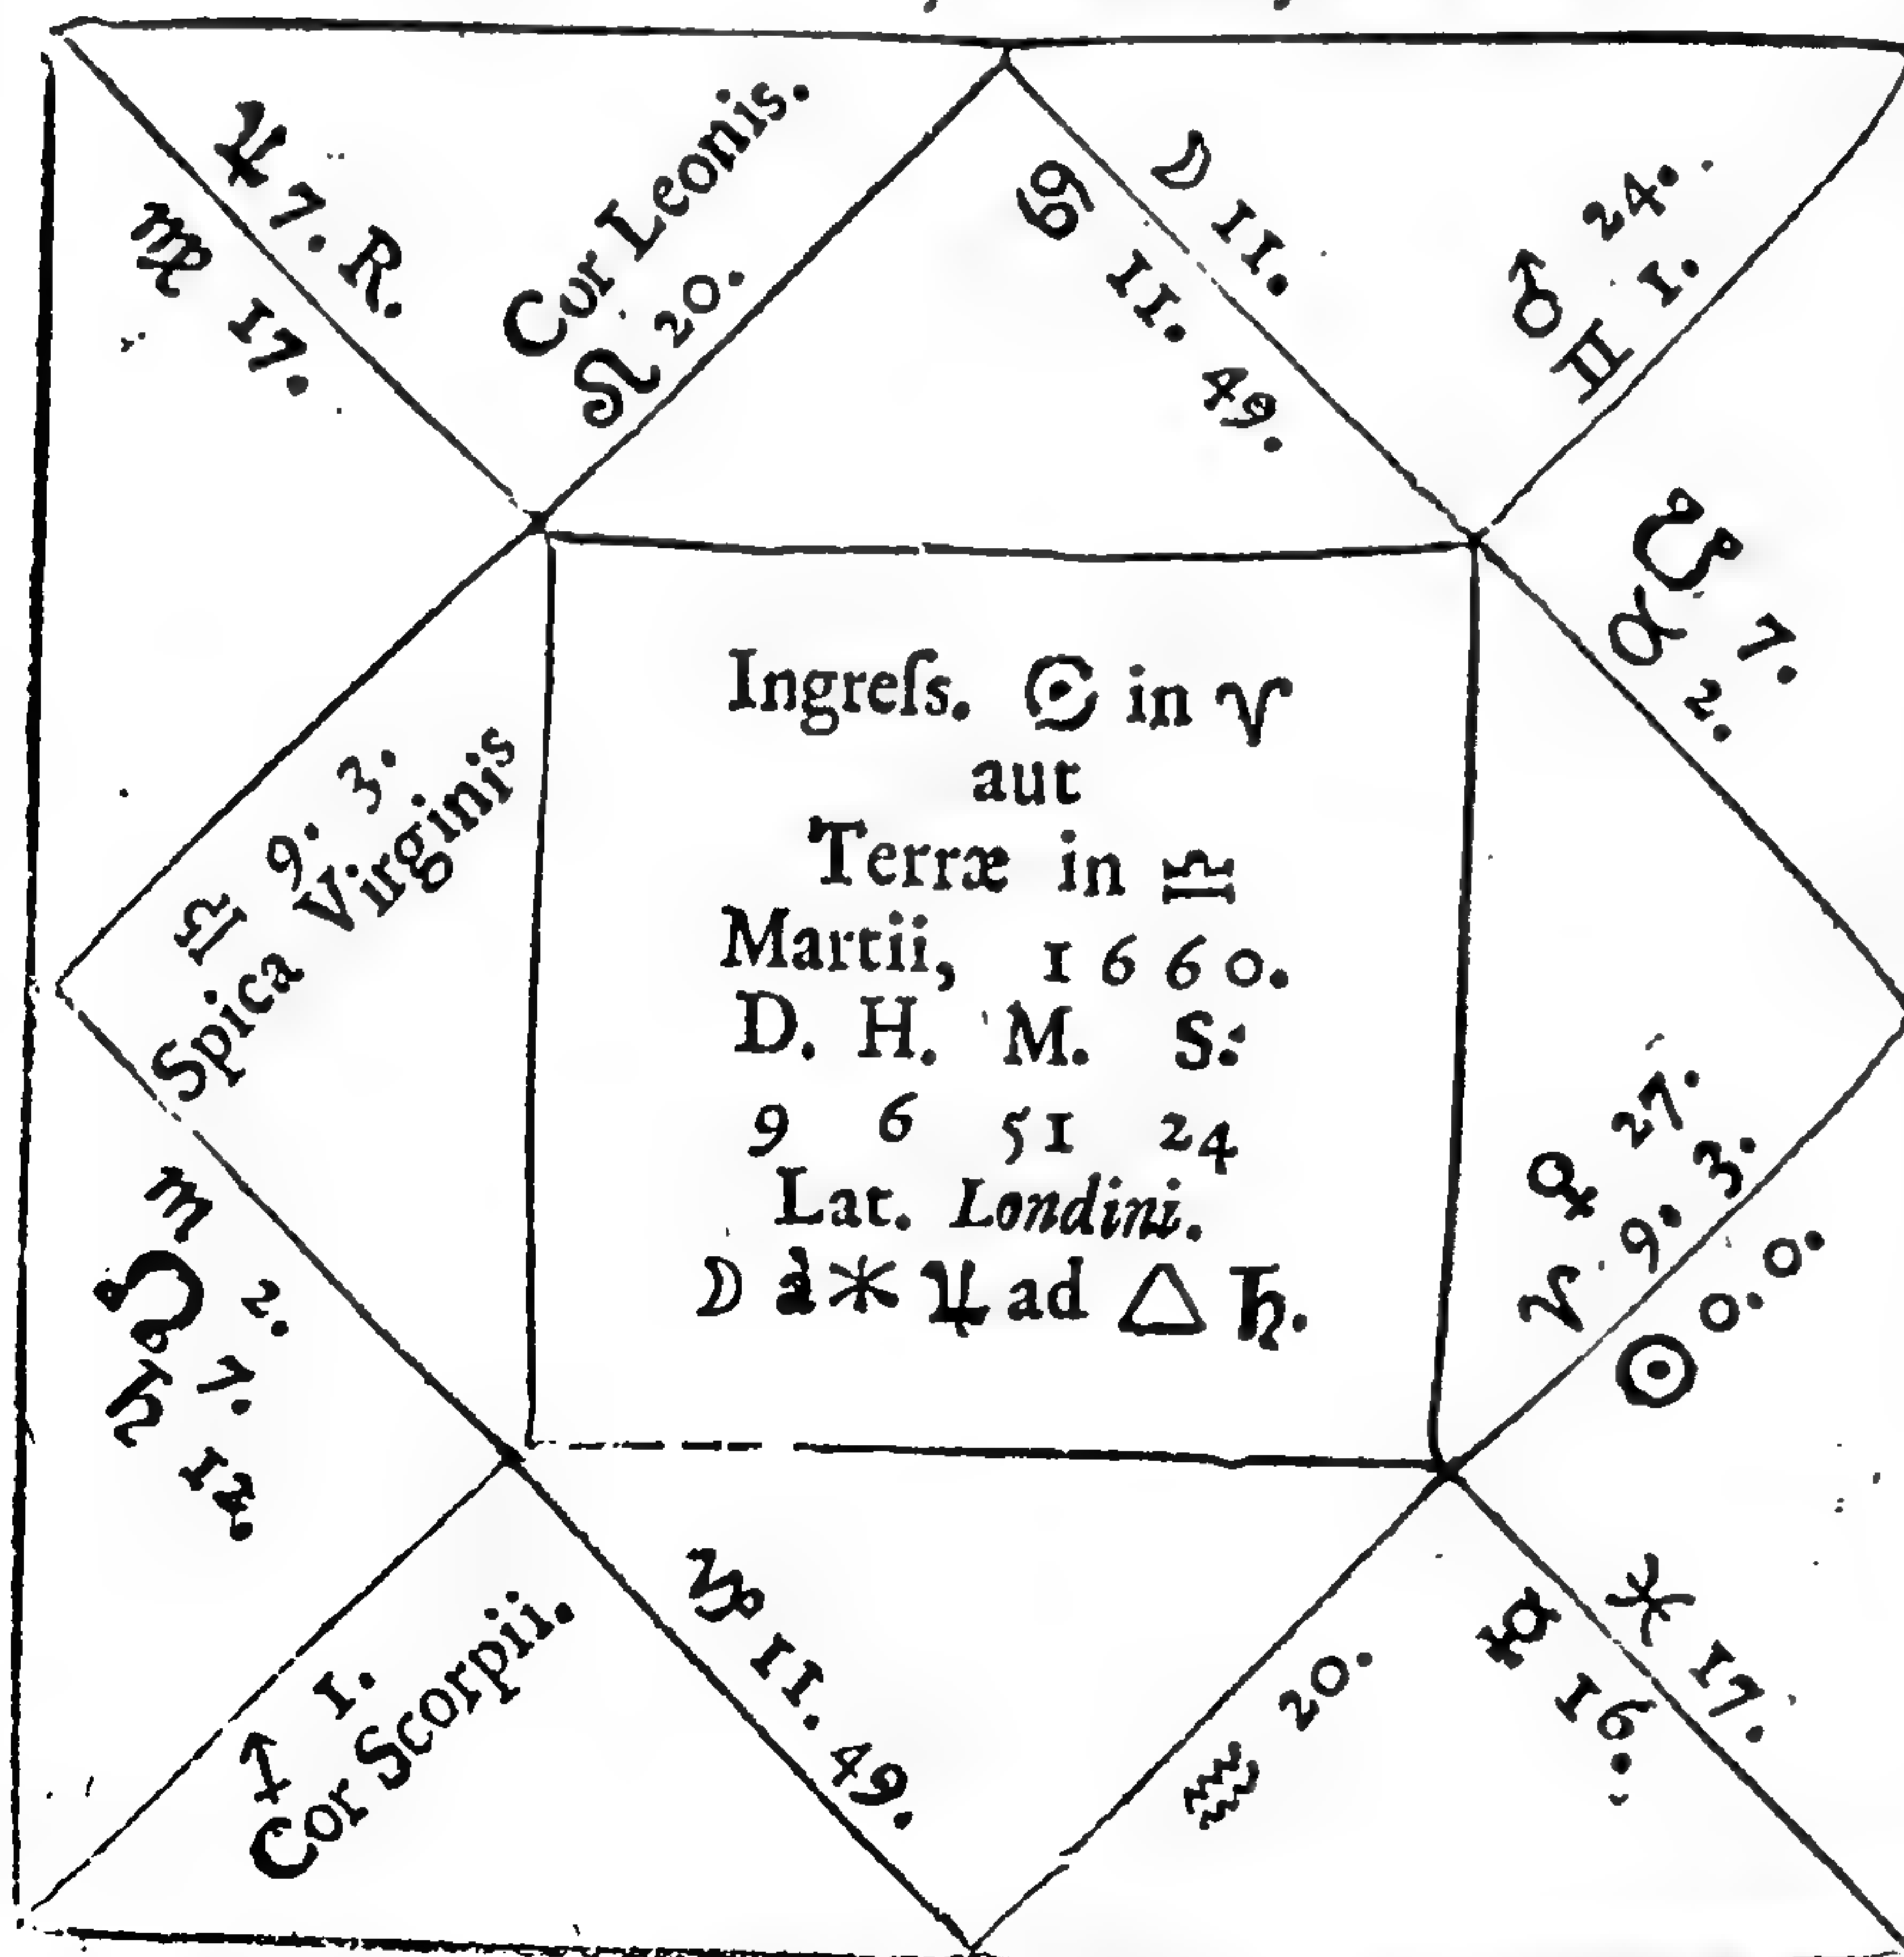 ♃ 7. R.
♍ 17.
Cor Leonis.
♌ 20.
☽ 11.
♋ 11. 49.
♂ 24.
♊ 1.
☋ 7.
♉ 2.
♎ 9. 3.
Spica Virginis
Ingreſs. ☉ in ♈
aut
Terræ in ♎
Martii, 1660.
D. H. M. S.
9 6 51 24
Lat. Londini.
☽ à ⚹ ♃ ad △ ♄.
♀ 27.
♈ 9. 3.
☉ 0. 0.
♏ 2.
☊ 7.
♄ 12.
♐ 1.
Cor Scorpii.
♑ 11. 49.
♒ 20.
☿ 16.
♓ 17.